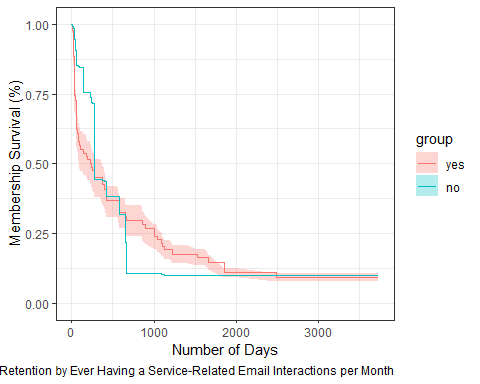 1.00
0.75
0.50
0.25
0.00
Membership Survival (%)
0 1000 2000 3000
Number of Days
group
yes
no
Retention by Ever Having a Service-Related Email Interactions per Month